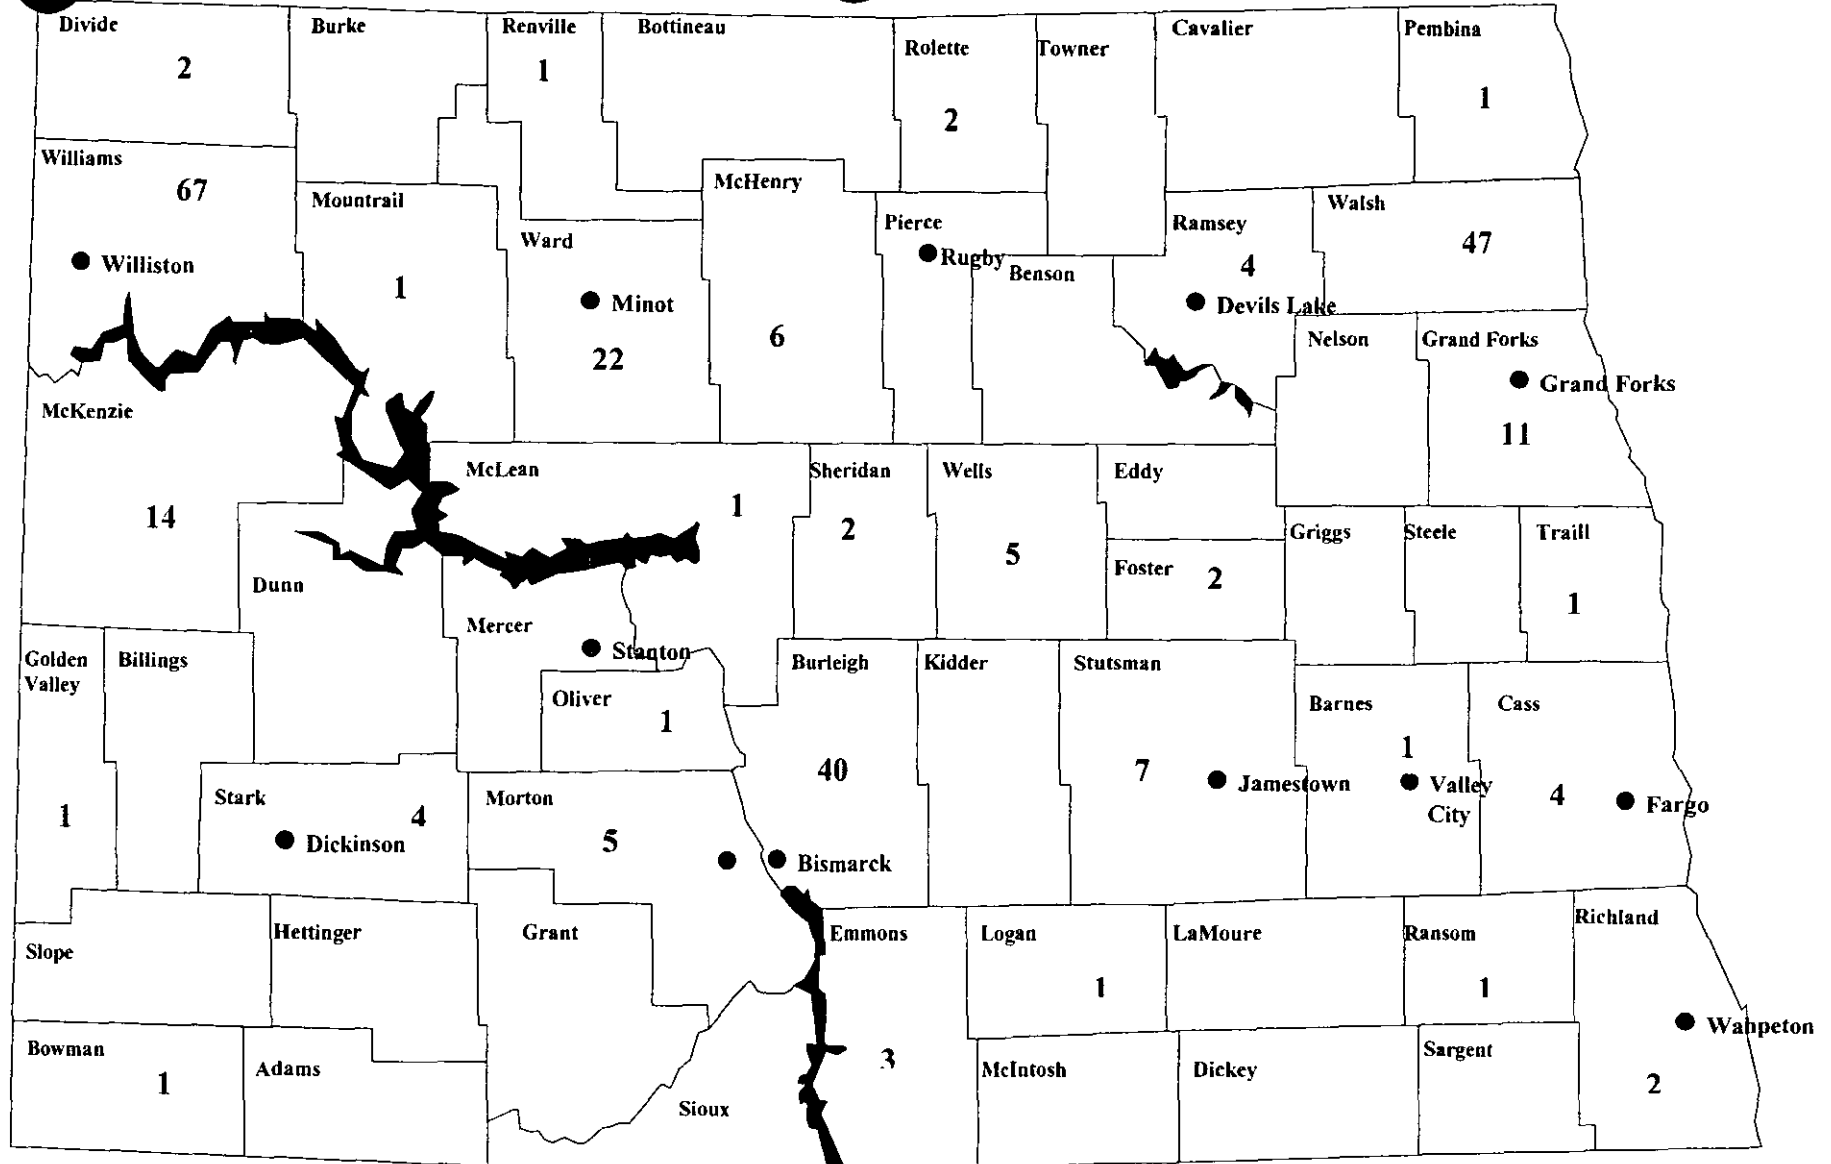 Divide
Burke
Renville
Bottineau
Rolette
Towner
Cavalier
Pembina
2
1
2
1
Williams
67
Mountrail
McHenry
Ward
Pierce
Ramsey
Walsh
47
Williston
1
Minot
Rugby
Benson
4
Devils Lake
22
6
Nelson
Grand Forks
Grand Forks
11
McKenzie
14
McLean
1
Sheridan
2
Wells
5
Eddy
Foster 2
Griggs
Steele
Traill
1
Dunn
Mercer
Stanton
Golden
Valley
Billings
Oliver
1
Burleigh
Kidder
Stutsman
Barnes
Cass
40
7
Jamestown
1
Valley
City
4
Fargo
1
Stark
4
Dickinson
Morton
5
Bismarck
Slope
Hettinger
Grant
Emmons
Logan
LaMoure
Ransom
Richland
1
1
Wahpeton
Bowman
1
Adams
Sioux
3
McIntosh
Dickey
Sargent
2